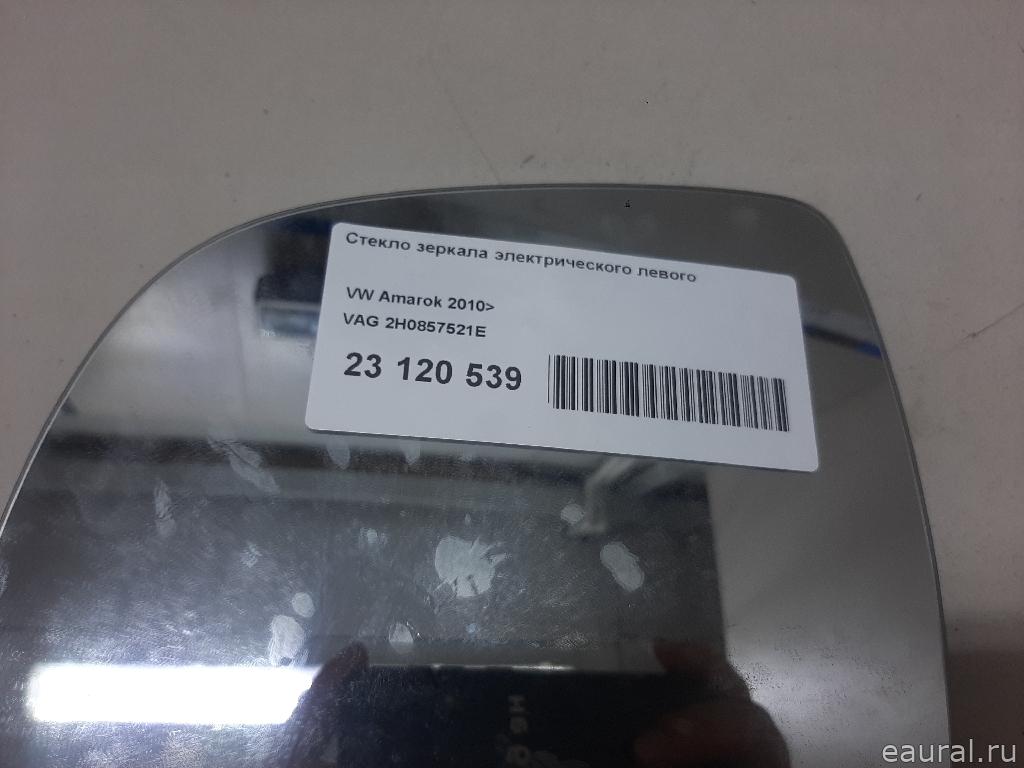 Стекло зеркала электрического левого
VW Amarok 2010>
VAG 2H0857521E
23 120 539
eaural.ru